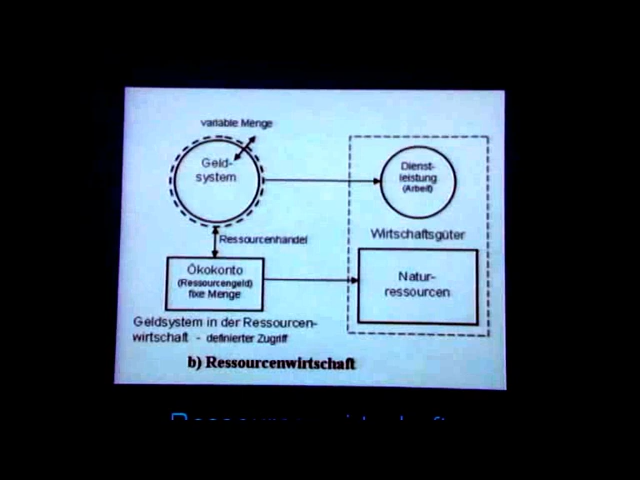 variable Menge
Geld-
system
Dienst-
leistung
(Arbeit)
Wirtschaftsgüter
Ressourcenhandel
Ökokonto
(Ressourcengeld)
fixe Menge
Natur-
ressourcen
Geldsystem in der Ressourcen-
wirtschaft - definierter Zugriff
b) Ressourcenwirtschaft